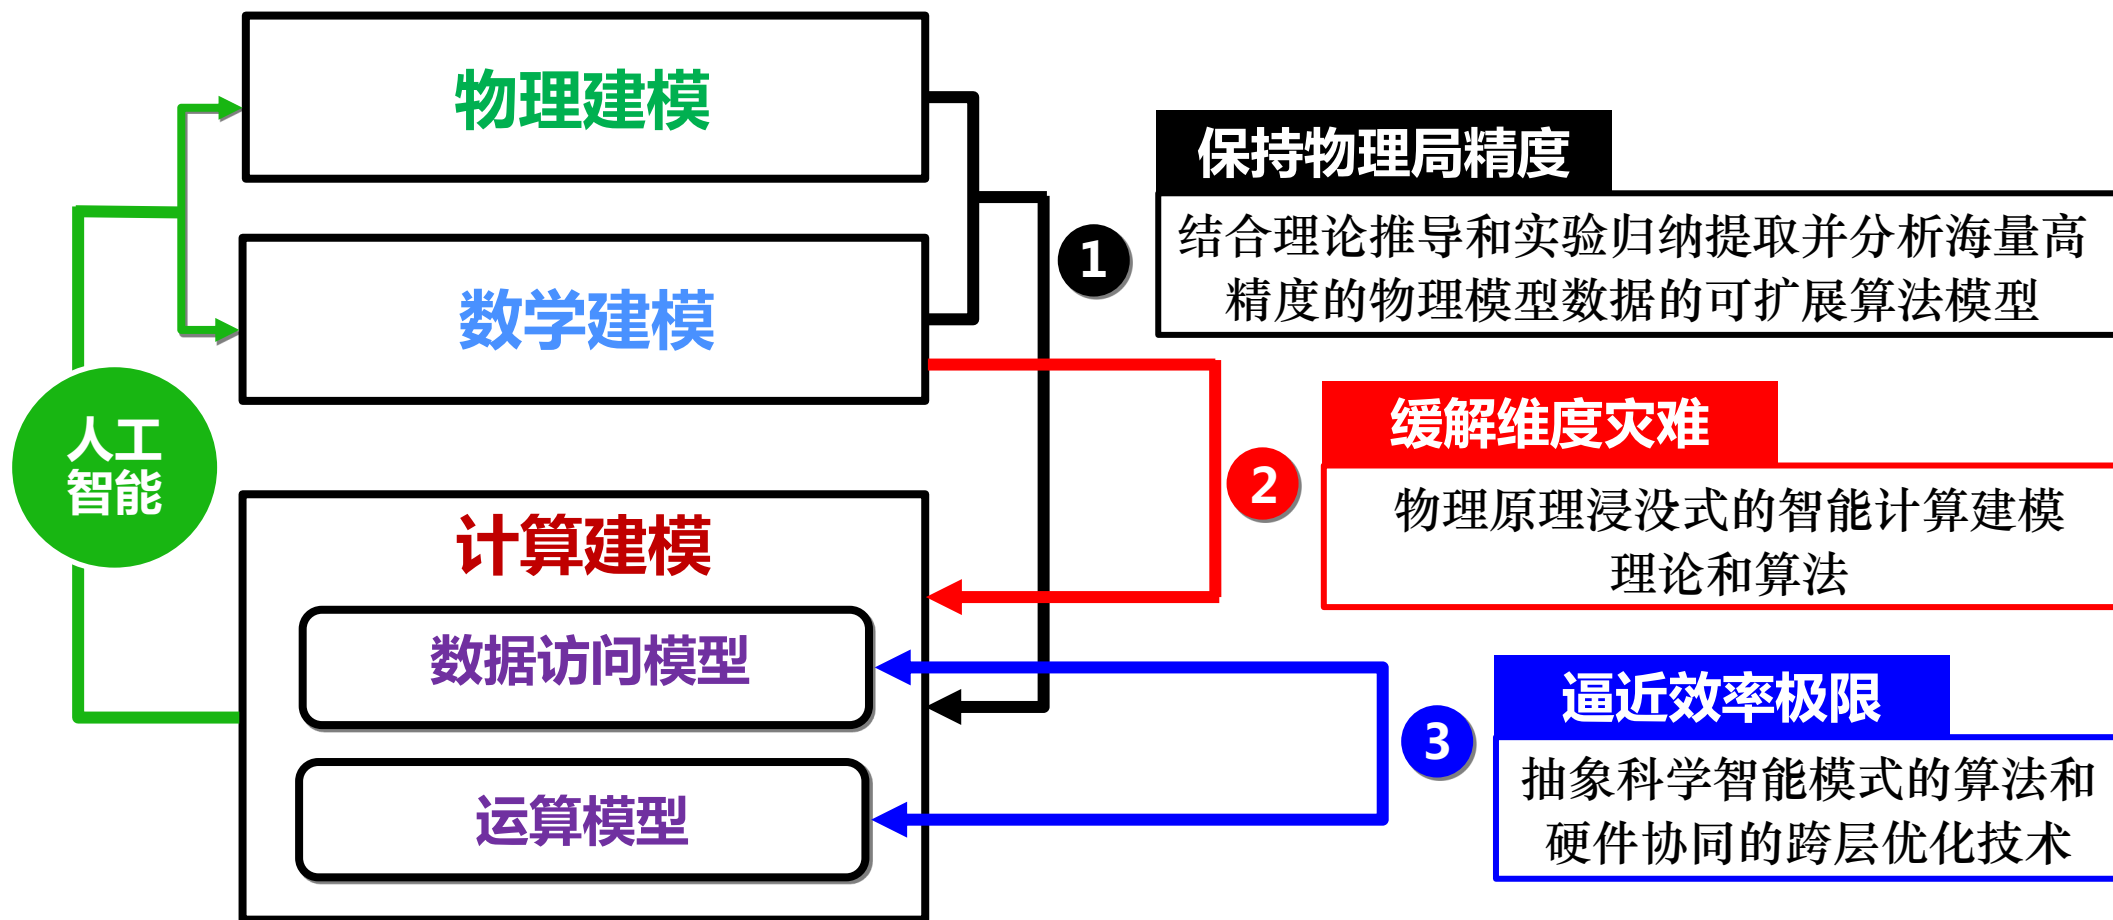 物理建模
数学建模
人工
智能
计算建模
数据访问模型
运算模型
1
保持物理局精度
结合理论推导和实验归纳提取并分析海量高
精度的物理模型数据的可扩展算法模型
2
缓解维度灾难
物理原理浸没式的智能计算建模
理论和算法
3
逼近效率极限
抽象科学智能模式的算法和
硬件协同的跨层优化技术